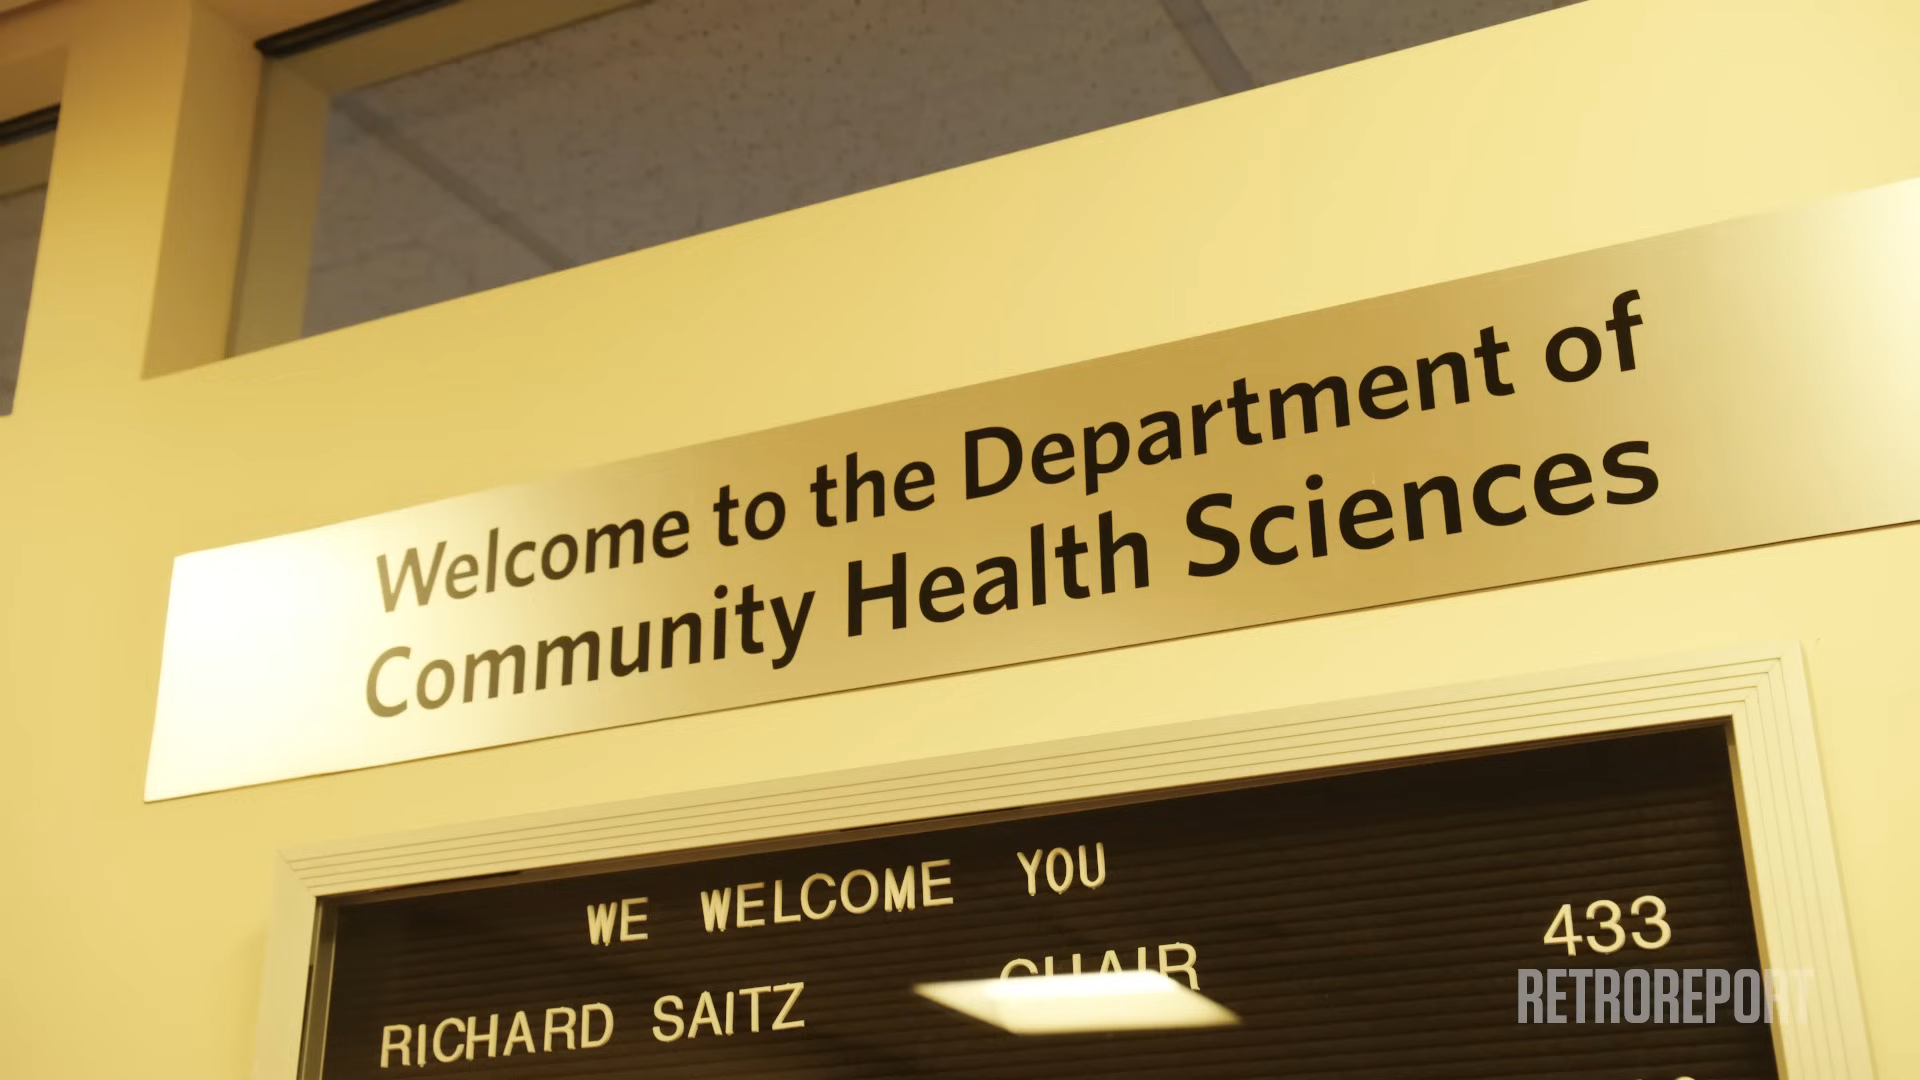 Welcome to the Department of
Community Health Sciences
WE WELCOME YOU
RICHARD SAITZ CHAIR 433
RETROREPORT